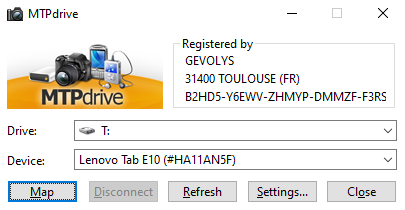 MTPdrive
MTPdrive
Registered by
GEVOLYS
31400 TOULOUSE (FR)
B2HD5-Y6EWV-ZHMYP-DMMZF-F3RS
Drive:
T:
Device:
Lenovo Tab E10 (#HA11AN5F)
Map
Disconnect
Refresh
Settings...
Close